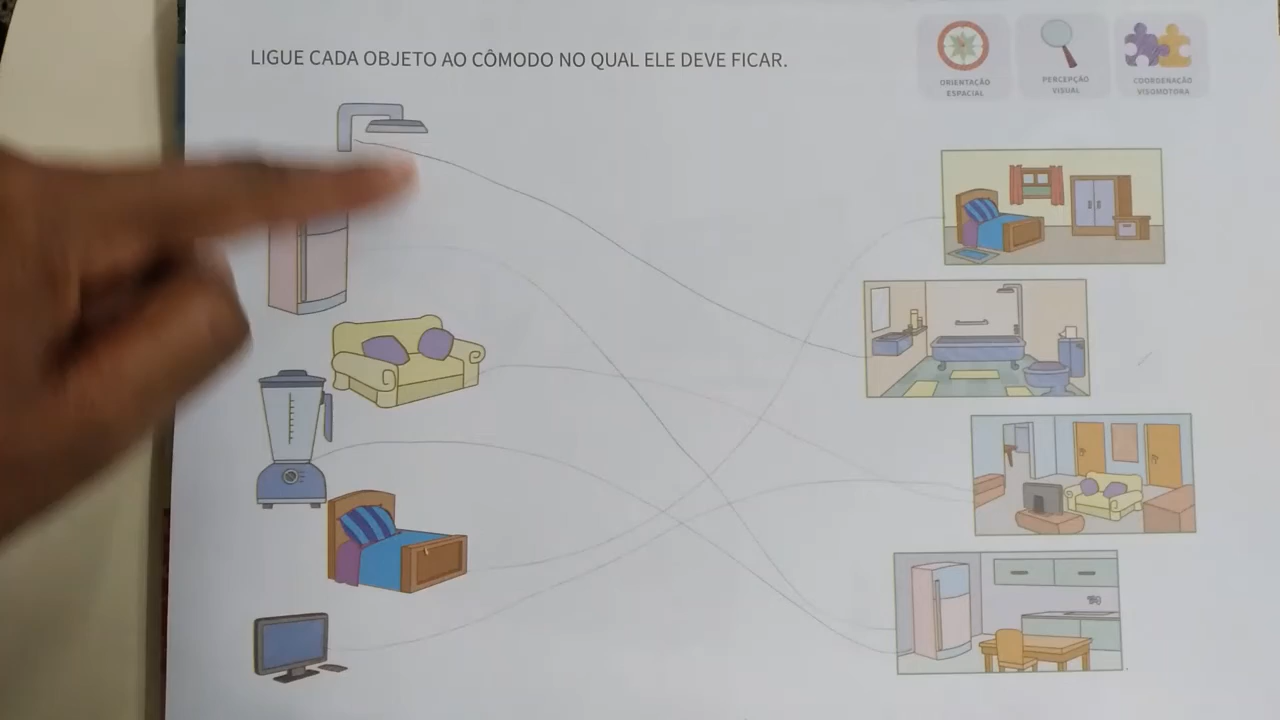 LIGUE CADA OBJETO AO CÔMODO NO QUAL ELE DEVE FICAR.
ORIENTAÇÃO
ESPACIAL
PERCEPÇÃO
VISUAL
COORDENAÇÃO
VISOMOTORA